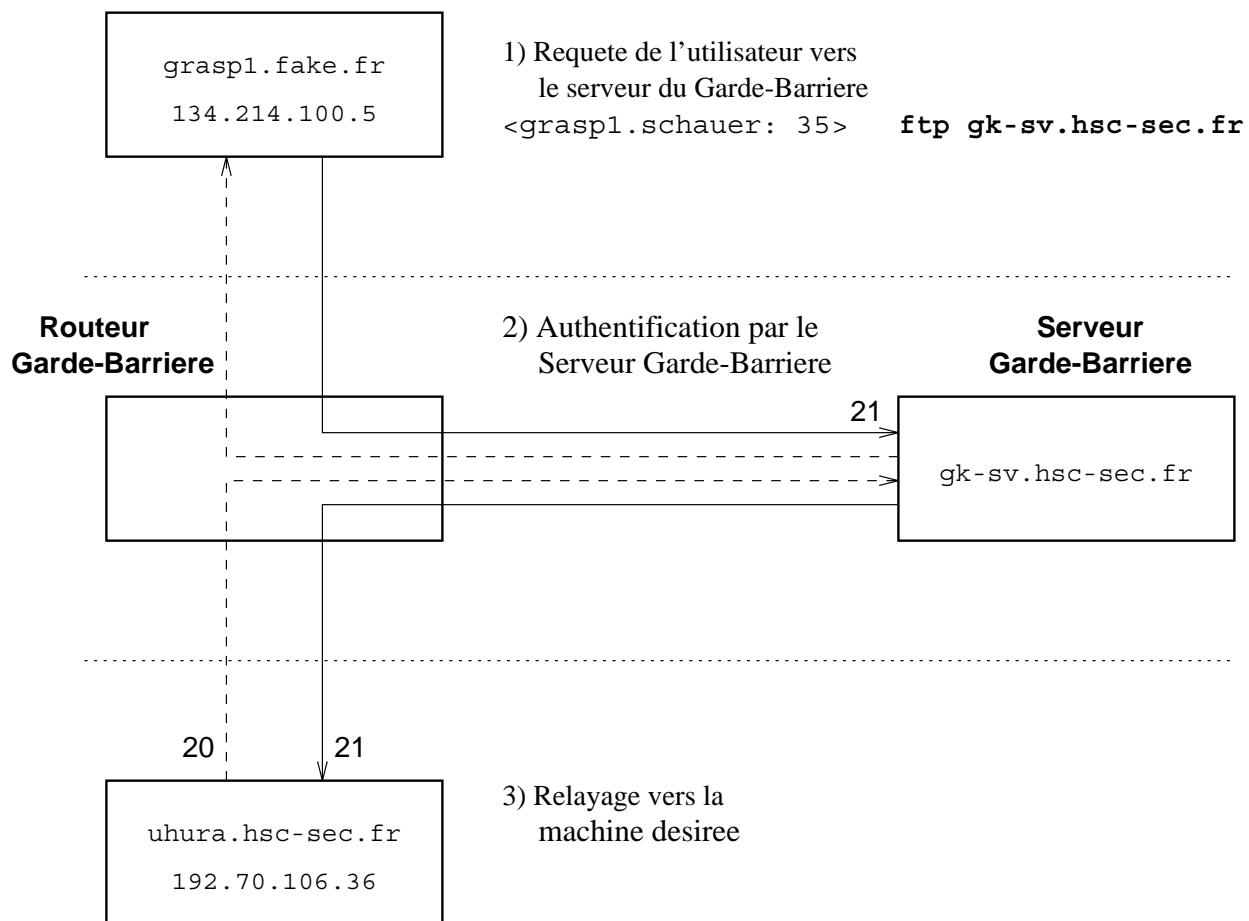 grasp1.fake.fr
134.214.100.5
1) Requete de l’utilisateur vers
le serveur du Garde-Barriere
<grasp1.schauer: 35> ftp gk-sv.hsc-sec.fr
Routeur
Garde-Barriere
2) Authentification par le
Serveur Garde-Barriere
Serveur
Garde-Barriere
21
gk-sv.hsc-sec.fr
20
21
uhura.hsc-sec.fr
192.70.106.36
3) Relayage vers la
machine desiree